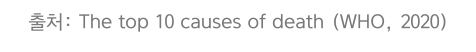 출처: The top 10 causes of death (WHO, 2020)